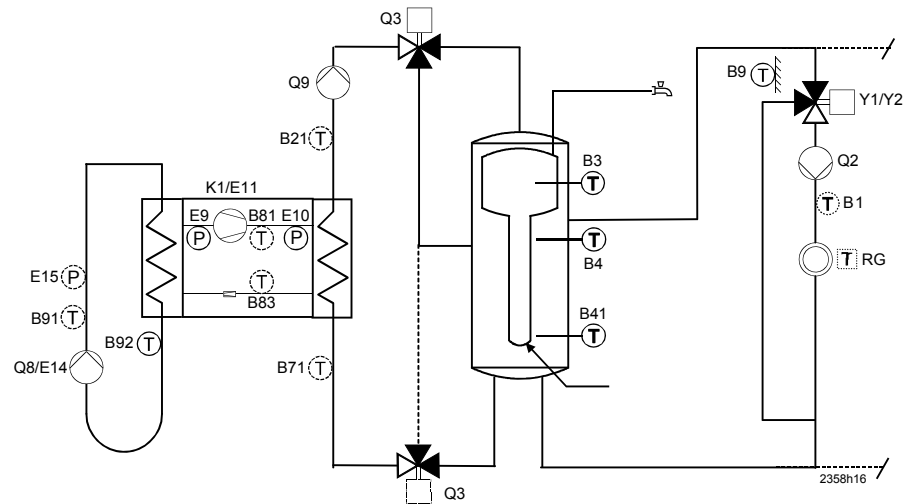 Q3
B9
T
Y1/Y2
Q9
B21
T
Q2
B3
T
K1/E11
E9
B81
E10
P
T
P
T
B1
T
B4
T
RG
E15
P
T
B83
B91
T
B92
T
B41
T
Q8/E14
B71
T
2358h16
Q3